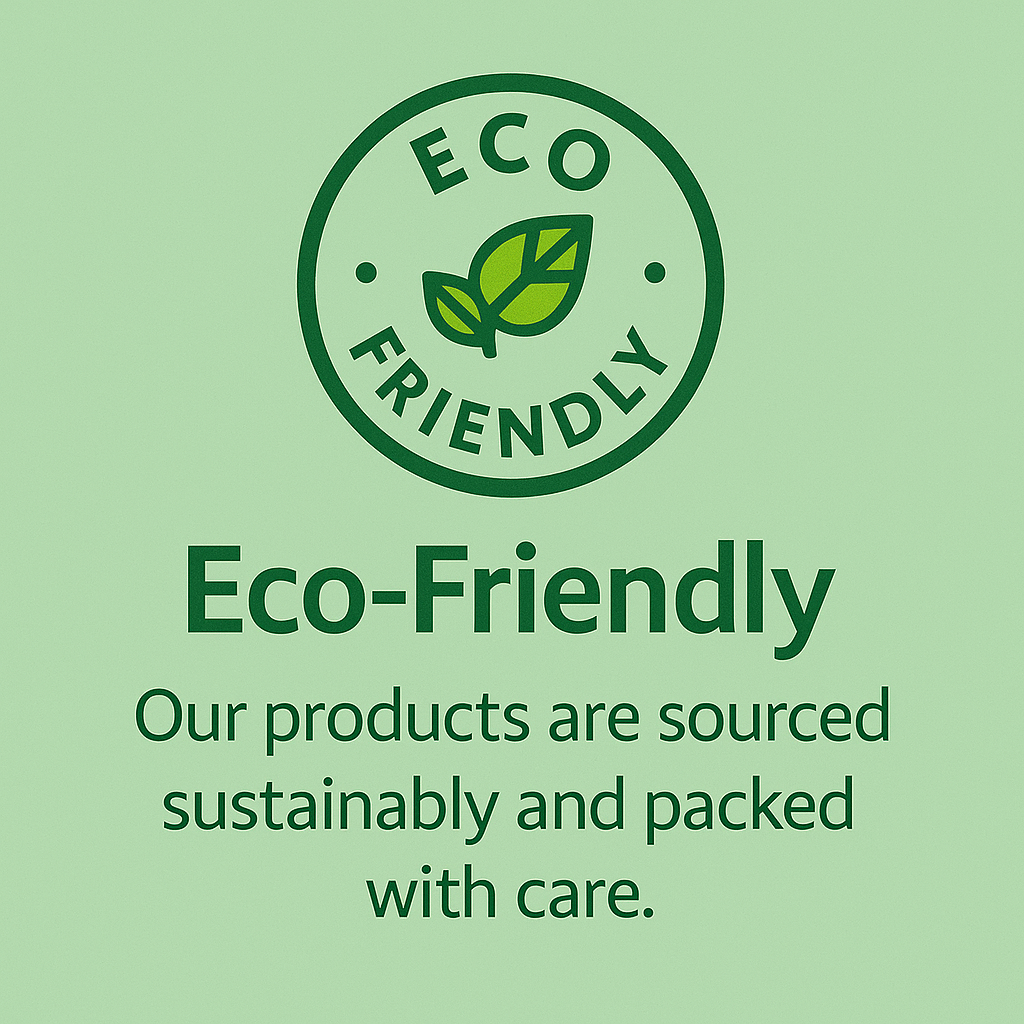 ECO
FRIENDLY
Eco-Friendly
Our products are sourced
sustainably and packed
with care.